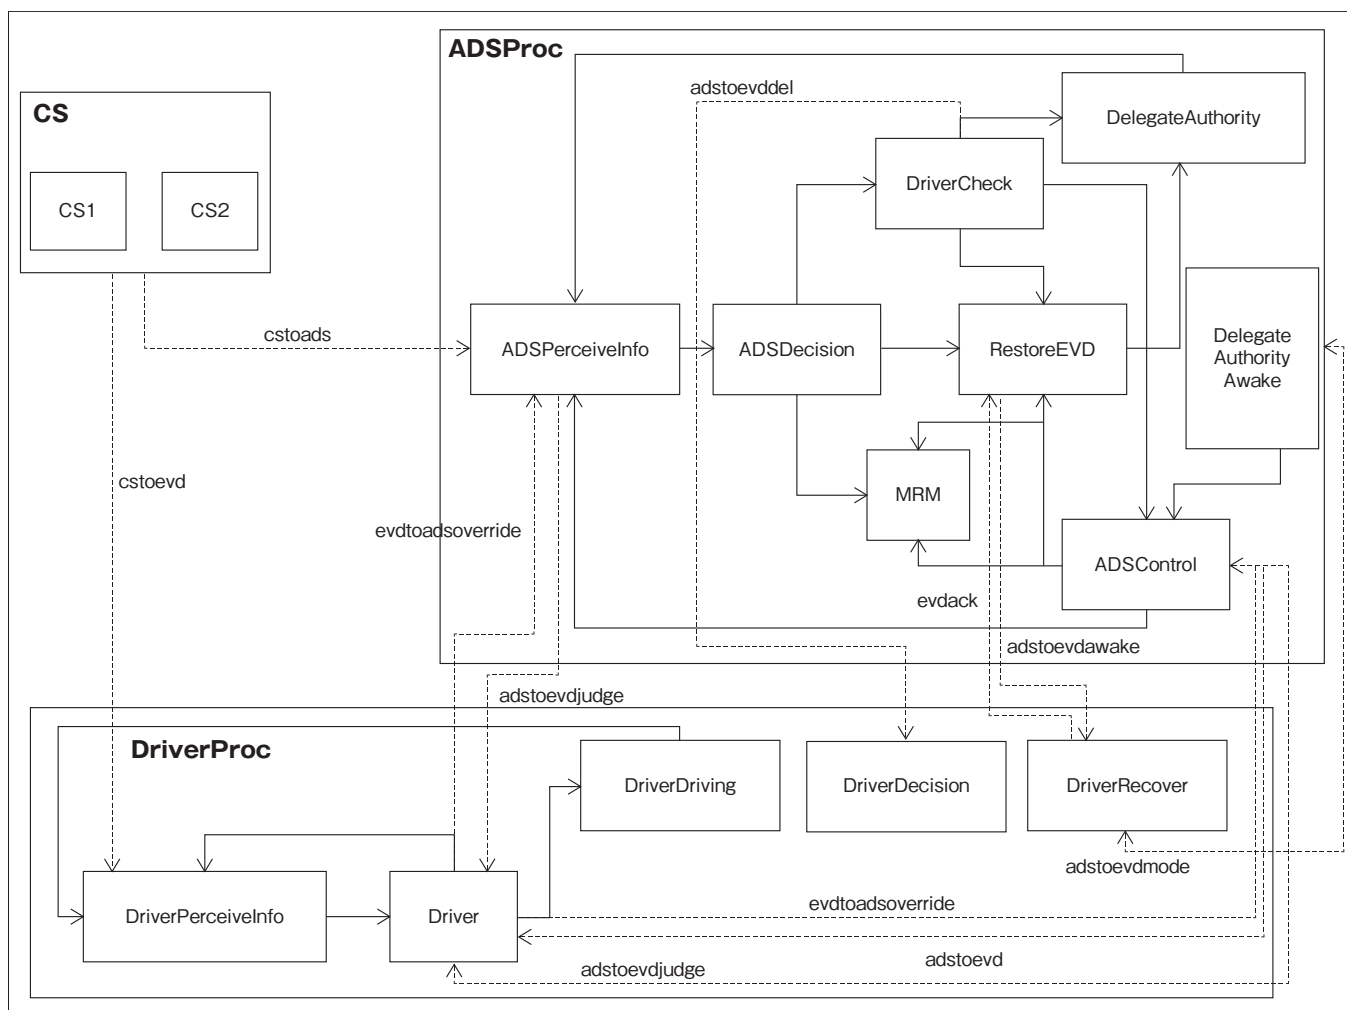 ADSProc
adstoevddel
CS
DelegateAuthority
DriverCheck
CS1
CS2
cstoads
ADSPerceiveInfo
ADSDecision
RestoreEVD
Delegate
Authority
Awake
cstoevd
MRM
evdtoadsoverride
ADSControl
evdack
adstoevdawake
adstoevdjudge
DriverProc
DriverDriving
DriverDecision
DriverRecover
adstoevdmode
DriverPerceiveInfo
Driver
evdtoadsoverride
adstoevd
adstoevdjudge